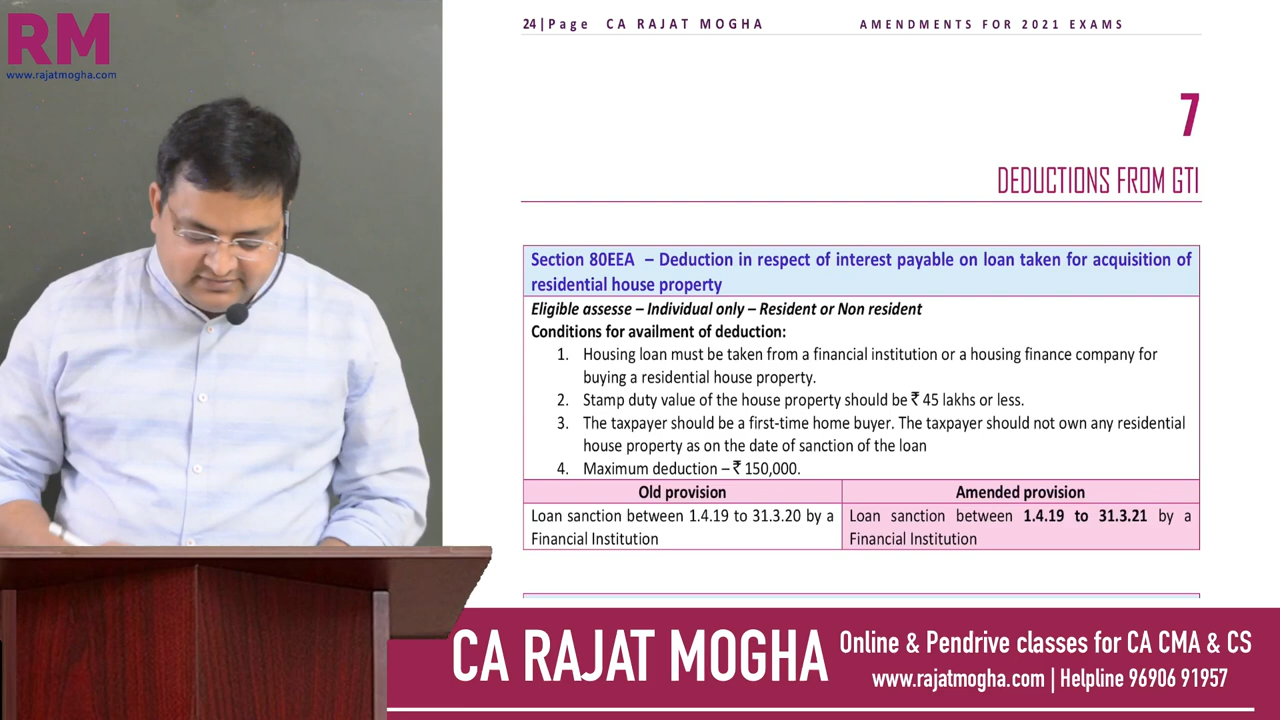 RM
www.rajatmogha.com
24|Page CA RAJAT MOGHA AMENDMENTS FOR 2021 EXAMS
7
DEDUCTIONS FROM GTI
Section 80EEA – Deduction in respect of interest payable on loan taken for acquisition of
residential house property
Eligible assesse – Individual only – Resident or Non resident
Conditions for availment of deduction:
1. Housing loan must be taken from a financial institution or a housing finance company for
buying a residential house property.
2. Stamp duty value of the house property should be ₹ 45 lakhs or less.
3. The taxpayer should be a first-time home buyer. The taxpayer should not own any residential
house property as on the date of sanction of the loan
4. Maximum deduction – ₹ 150,000.
Old provision
Loan sanction between 1.4.19 to 31.3.20 by a
Financial Institution
Amended provision
Loan sanction between 1.4.19 to 31.3.21 by a
Financial Institution
CA RAJAT MOGHA
Online & Pendrive classes for CA CMA & CS
www.rajatmogha.com | Helpline 96906 91957